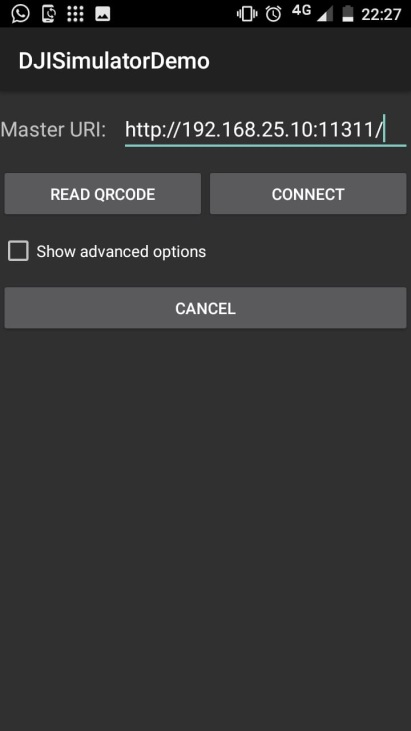 4G 22:27
DJISimulatorDemo
Master URI: http://192.168.25.10:11311/
READ QRCODE CONNECT
Show advanced options
CANCEL